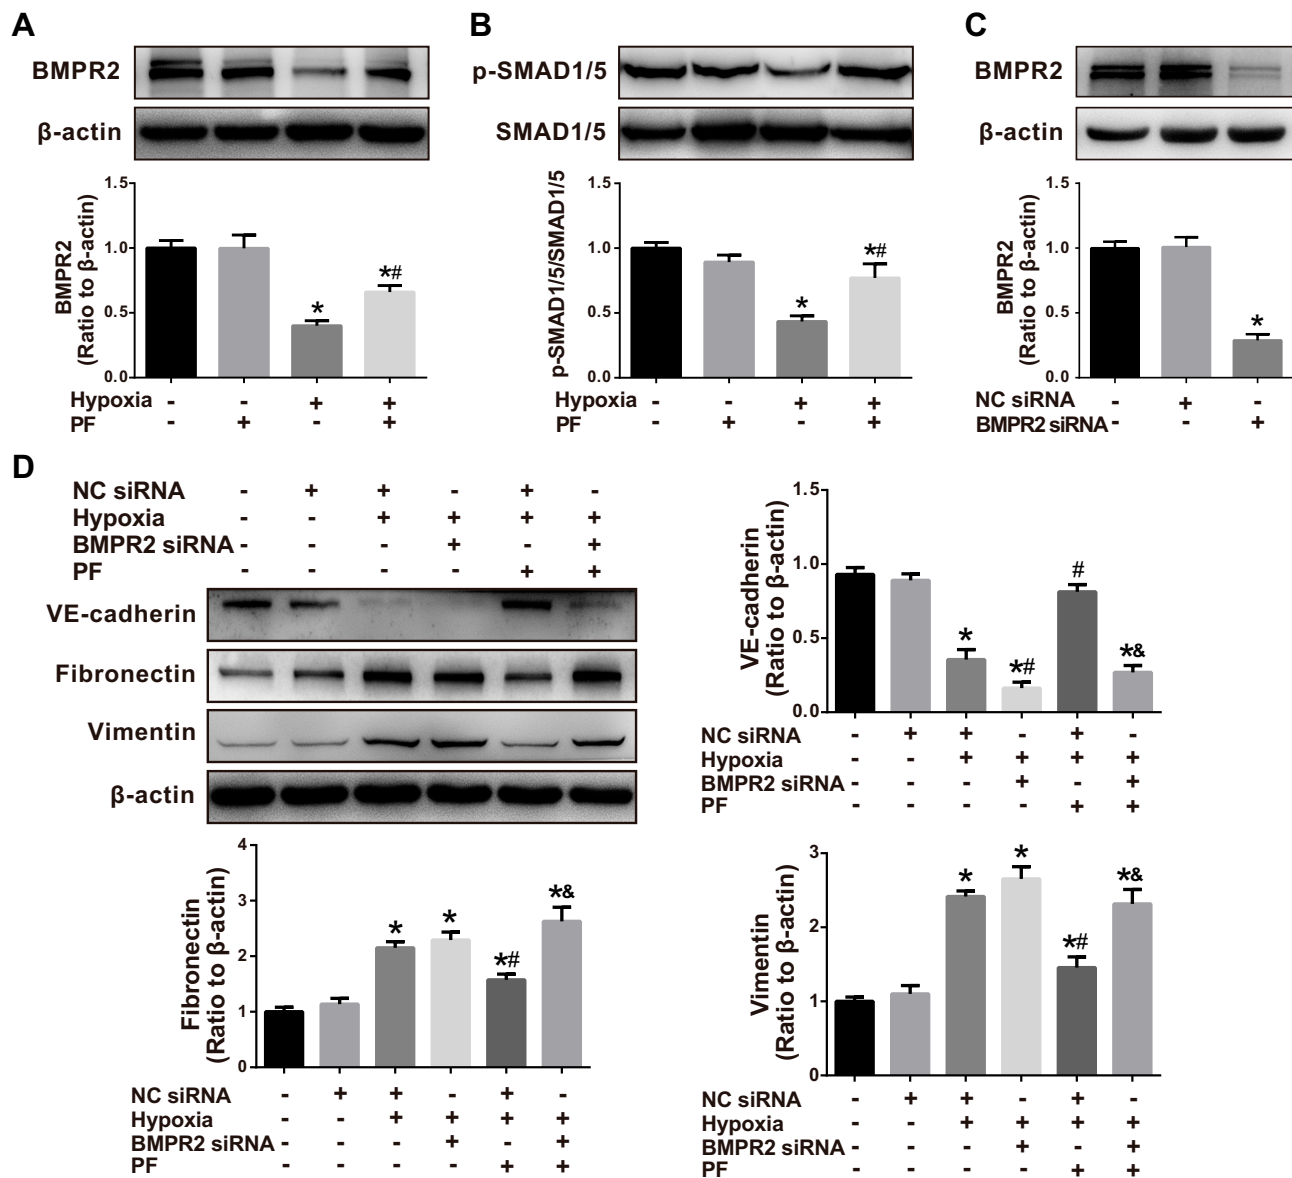 A
BMPR2
β-actin
BMPR2
(Ratio to β-actin)
1.5
1.0
0.5
0.0
*
*#
Hypoxia - - + +
PF - + - +
B
p-SMAD1/5
SMAD1/5
p-SMAD1/5/SMAD1/5
1.5
1.0
0.5
0.0
*
*#
Hypoxia - - + +
PF - + - +
C
BMPR2
β-actin
BMPR2
(Ratio to β-actin)
1.5
1.0
0.5
0.0
*
NC siRNA - + -
BMPR2 siRNA - - +
D
NC siRNA - + + - + -
Hypoxia - - + + + +
BMPR2 siRNA - - - + - +
PF - - - - + +
VE-cadherin
Fibronectin
Vimentin
β-actin
VE-cadherin
(Ratio to β-actin)
1.5
1.0
0.5
0.0
*
*#
#
*&
NC siRNA - + + - + -
Hypoxia - - + + + +
BMPR2 siRNA - - - + - +
PF - - - - + +
Fibronectin
(Ratio to β-actin)
4
3
2
1
0
*
*
*#
*&
NC siRNA - + + - + -
Hypoxia - - + + + +
BMPR2 siRNA - - - + - +
PF - - - - + +
Vimentin
(Ratio to β-actin)
3
2
1
0
*
*
*#
*&
NC siRNA - + + - + -
Hypoxia - - + + + +
BMPR2 siRNA - - - + - +
PF - - - - + +